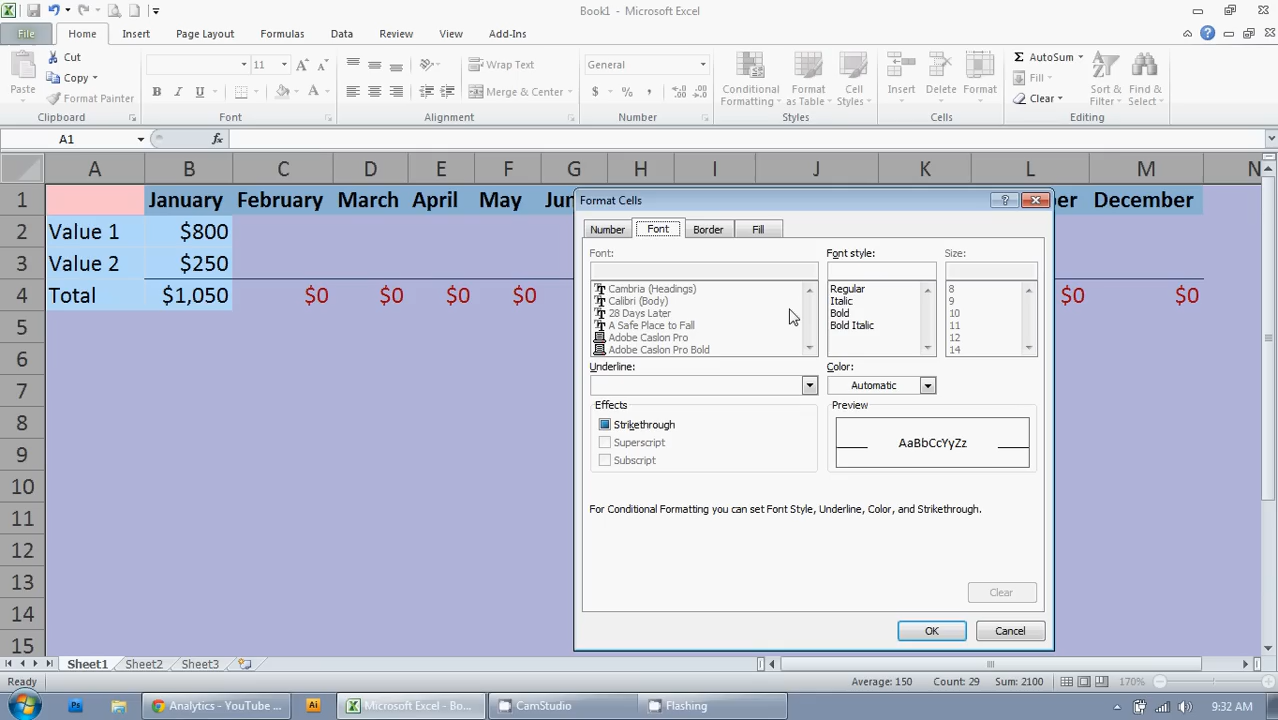 Book1 - Microsoft Excel
File Home Insert Page Layout Formulas Data Review View Add-Ins
Paste Cut 11 Wrap Text General Conditional Formatting Format as Table Cell Styles Insert Delete Format AutoSum Sort & Filter Find & Select
Copy Fill
Format Painter B I U A Merge & Center $ % , Clear
Clipboard Font Alignment Number Styles Cells Editing
A1 fx
A B C D E F G H I J K L M N
1 January February March April May Jun ber December
2 Value 1 $800
3 Value 2 $250
4 Total $1,050 $0 $0 $0 $0 $0 $0
5
6
7
8
9
10
11
12
13
14
15
Format Cells
Number Font Border Fill
Font: Font style: Size:
Cambria (Headings) Regular 8
Calibri (Body) Italic 9
28 Days Later Bold 10
A Safe Place to Fall Bold Italic 11
Adobe Caslon Pro 12
Adobe Caslon Pro Bold 14
Underline: Color:
Automatic
Effects Preview
Strikethrough
Superscript AaBbCcYyZz
Subscript
For Conditional Formatting you can set Font Style, Underline, Color, and Strikethrough.
Clear
OK Cancel
Sheet1 Sheet2 Sheet3
Ready Average: 150 Count: 29 Sum: 2100 170%
Ps Analytics - YouTube ... Ai Microsoft Excel - Bo... CamStudio Flashing 9:32 AM